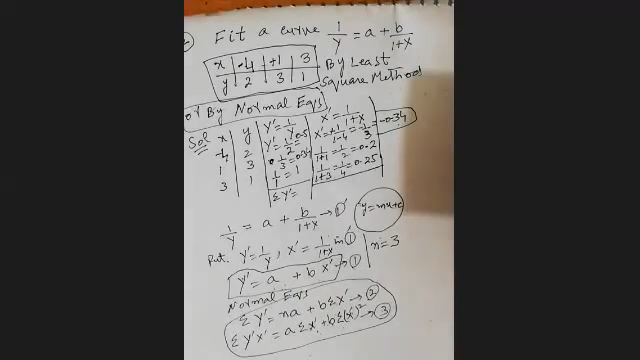 Fit a curve 1/y = a + b/1+x
x | -4 | +1 | 3
y | 2 | 3 | 1
By Least
Square Method
or By Normal Eqs
Sol
x | y | y' = 1/y | x' = 1/1+x
-4 | 2 | y' = 1/2 = 0.5 | x' = +1/1-4 = 1/-3 = -0.34
1 | 3 | 1/3 = 0.34 | 1/1+1 = 1/2 = 0.2
3 | 1 | 1/1 = 1 | 1/1+3 = 1/4 = 0.25
Σy' =
1/y = a + b/1+x → 1'
y = mx+c
Put y' = 1/y, x' = 1/1+x in 1'
n = 3
y' = a + b x' → 1
Normal Eqs
Σy' = na + bΣx' → 2
Σy'x' = aΣx' + bΣ(x')² → 3